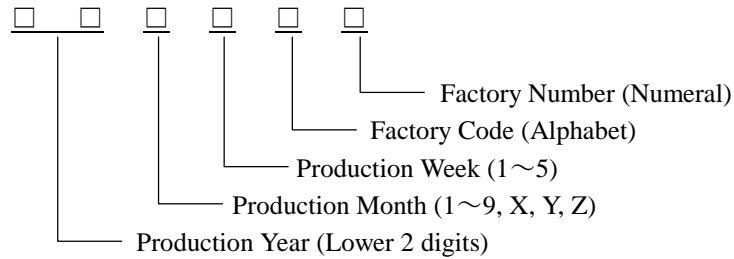 □ □ □ □ □ □
Factory Number (Numeral)
Factory Code (Alphabet)
Production Week (1～5)
Production Month (1～9, X, Y, Z)
Production Year (Lower 2 digits)